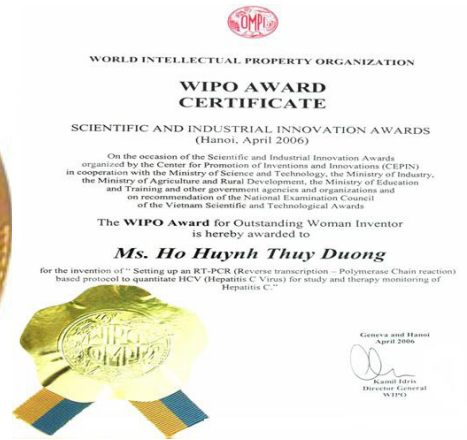 OMPI
WORLD INTELLECTUAL PROPERTY ORGANIZATION
WIPO AWARD
CERTIFICATE
SCIENTIFIC AND INDUSTRIAL INNOVATION AWARDS
(Hanoi, April 2006)
On the occasion of the Scientific and Industrial Innovation Awards
organized by the Center for Promotion of Inventions and Innovations (CEPIN)
in cooperation with the Ministry of Science and Technology, the Ministry of Industry,
the Ministry of Agriculture and Rural Development, the Ministry of Education
and Training and other government agencies and organizations and
on recommendation of the National Examination Council
of the Vietnam Scientific and Technological Awards
The WIPO Award for Outstanding Woman Inventor
is hereby awarded to
Ms. Ho Huynh Thuy Duong
for the invention of “ Setting up an RT-PCR (Reverse transcription – Polymerase Chain reaction)
based protocol to quantitate HCV (Hepatitis C Virus) for study and therapy monitoring of
Hepatitis C.”
WIPO
OMPI
Geneva and Hanoi
April 2006
Kamil Idris
Director General
WIPO